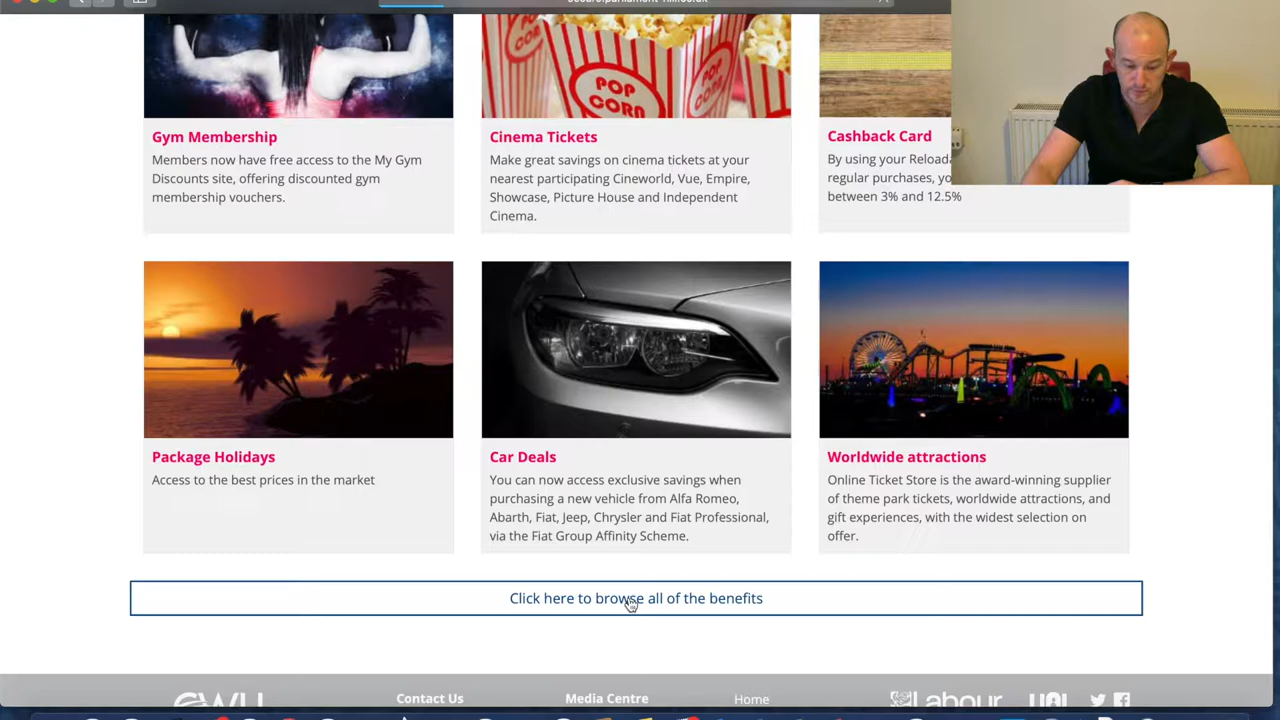 POP
CORN
Gym Membership
Members now have free access to the My Gym
Discounts site, offering discounted gym
membership vouchers.
Cinema Tickets
Make great savings on cinema tickets at your
nearest participating Cineworld, Vue, Empire,
Showcase, Picture House and Independent
Cinema.
Cashback Card
By using your
regular purchases,
between 3% and 12.5%
Package Holidays
Access to the best prices in the market
Car Deals
You can now access exclusive savings when
purchasing a new vehicle from Alfa Romeo,
Abarth, Fiat, Jeep, Chrysler and Fiat Professional,
via the Fiat Group Affinity Scheme.
Worldwide attractions
Online Ticket Store is the award-winning supplier
of theme park tickets, worldwide attractions, and
gift experiences, with the widest selection on
offer.
Click here to browse all of the benefits
CWU
Contact Us
Media Centre
Home
Labour